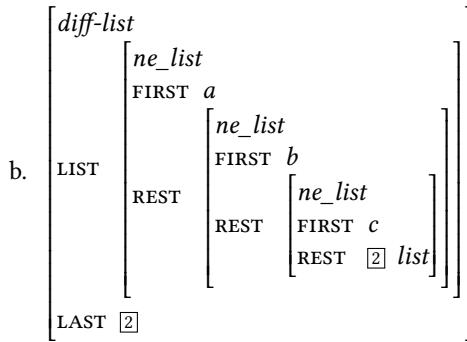 diff-list
ne_list
FIRST a
ne_list
FIRST b
b. LIST
REST
ne_list
REST FIRST c
REST 2 list
LAST 2